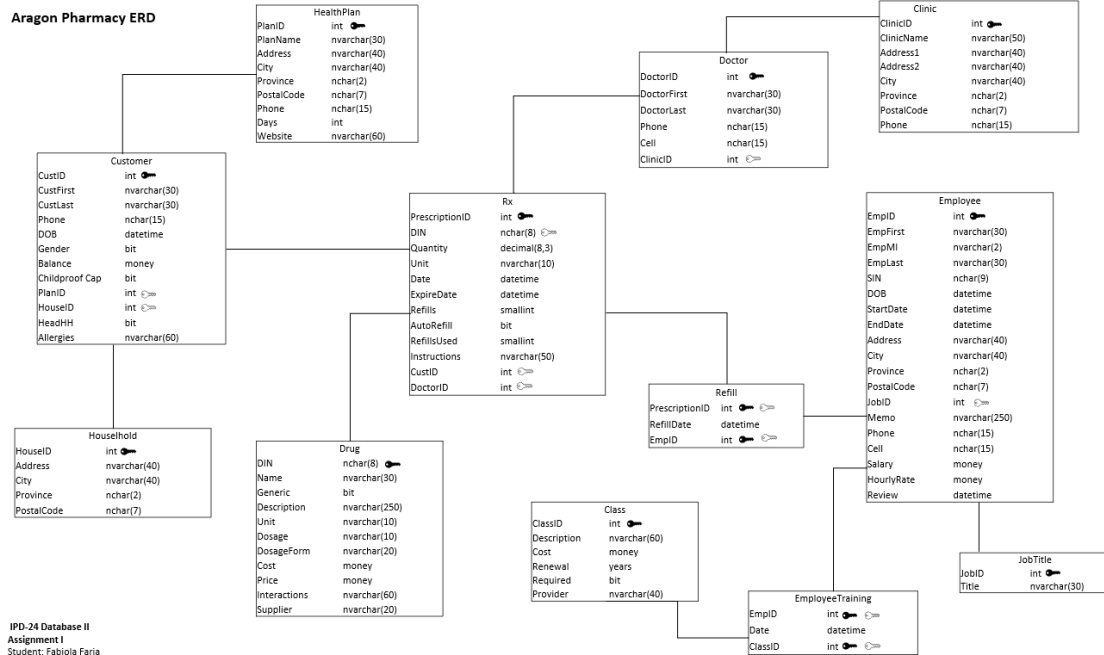 Aragon Pharmacy ERD
HealthPlan
PlanID int
PlanName nvarchar(30)
Address nvarchar(40)
City nvarchar(40)
Province nchar(2)
PostalCode nchar(7)
Phone nchar(15)
Days int
Website nvarchar(60)
Clinic
ClinicID int
ClinicName nvarchar(50)
Address1 nvarchar(40)
Address2 nvarchar(40)
City nvarchar(40)
Province nchar(2)
PostalCode nchar(7)
Phone nchar(15)
Doctor
DoctorID int
DoctorFirst nvarchar(30)
DoctorLast nvarchar(30)
Phone nchar(15)
Cell nchar(15)
ClinicID int
Customer
CustID int
CustFirst nvarchar(30)
CustLast nvarchar(30)
Phone nchar(15)
DOB datetime
Gender bit
Balance money
Childproof Cap bit
PlanID int
HouseID int
HeadHH bit
Allergies nvarchar(60)
Rx
PrescriptionID int
DIN nchar(8)
Quantity decimal(8,3)
Unit nvarchar(10)
Date datetime
ExpireDate datetime
Refills smallint
AutoRefill bit
RefillsUsed smallint
Instructions nvarchar(50)
CustID int
DoctorID int
Employee
EmpID int
EmpFirst nvarchar(30)
EmpMI nvarchar(2)
EmpLast nvarchar(30)
SIN nchar(9)
DOB datetime
StartDate datetime
EndDate datetime
Address nvarchar(40)
City nvarchar(40)
Province nchar(2)
PostalCode nchar(7)
JobID int
Memo nvarchar(250)
Phone nchar(15)
Cell nchar(15)
Salary money
HourlyRate money
Review datetime
Refill
PrescriptionID int
RefillDate datetime
EmpID int
Houselhold
HouseID int
Address nvarchar(40)
City nvarchar(40)
Province nchar(2)
PostalCode nchar(7)
Drug
DIN nchar(8)
Name nvarchar(30)
Generic bit
Description nvarchar(250)
Unit nvarchar(10)
Dosage nvarchar(10)
DosageForm nvarchar(20)
Cost money
Price money
Interactions nvarchar(60)
Supplier nvarchar(20)
Class
ClassID int
Description nvarchar(60)
Cost money
Renewal years
Required bit
Provider nvarchar(40)
JobTitle
JobID int
Title nvarchar(30)
EmployeeTraining
EmpID int
Date datetime
ClassID int
IPD-24 Database II
Assignment I
Student: Fabiola Faria